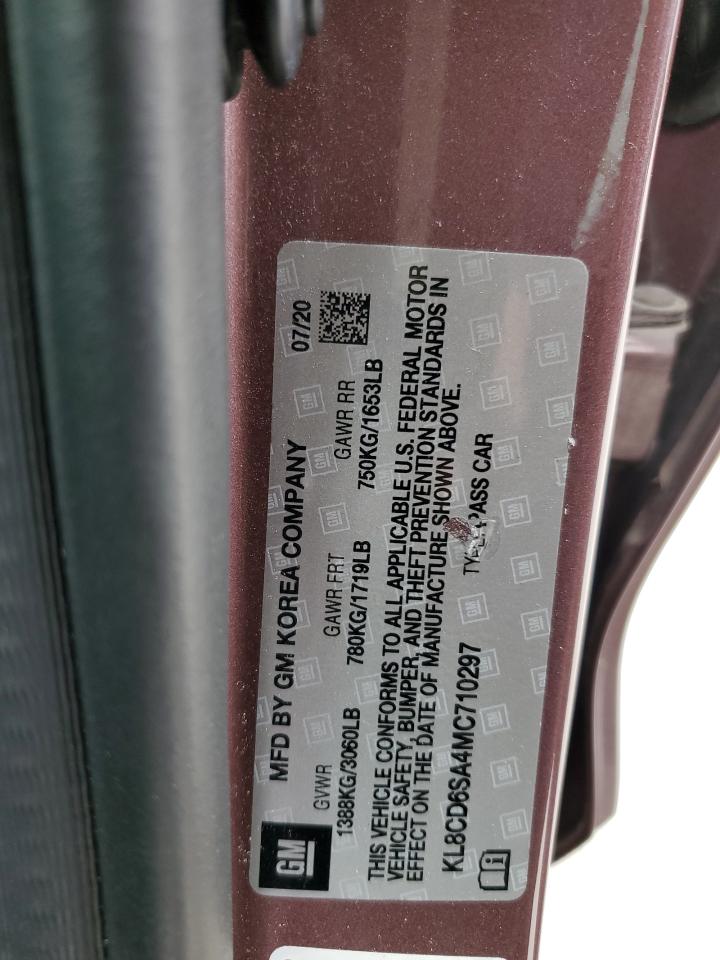 GM
MFD BY GM KOREA COMPANY 07/20
GVWR GAWR FRT GAWR RR
1388KG/3060LB 780KG/1719LB 750KG/1653LB
THIS VEHICLE CONFORMS TO ALL APPLICABLE U.S. FEDERAL MOTOR
VEHICLE SAFETY, BUMPER, AND THEFT PREVENTION STANDARDS IN
EFFECT ON THE DATE OF MANUFACTURE SHOWN ABOVE.
KL8CD6SA4MC710297 PASS CAR